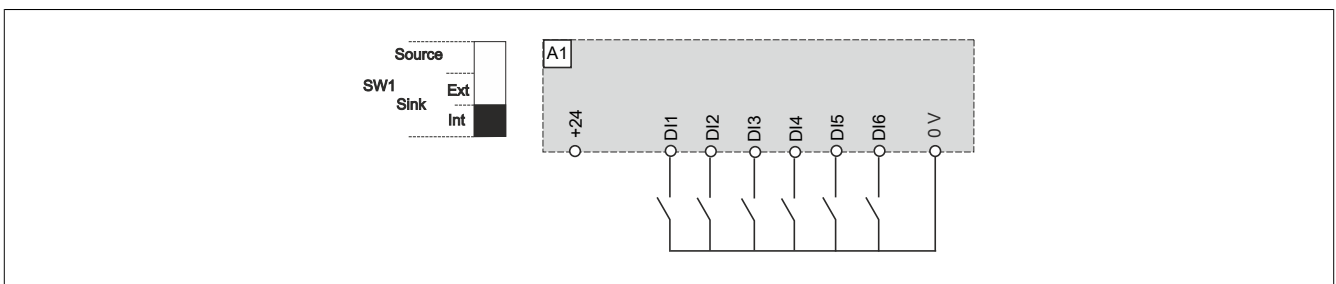 Source
SW1
Ext
Sink
Int
A1
+24
DI1
DI2
DI3
DI4
DI5
DI6
0 V